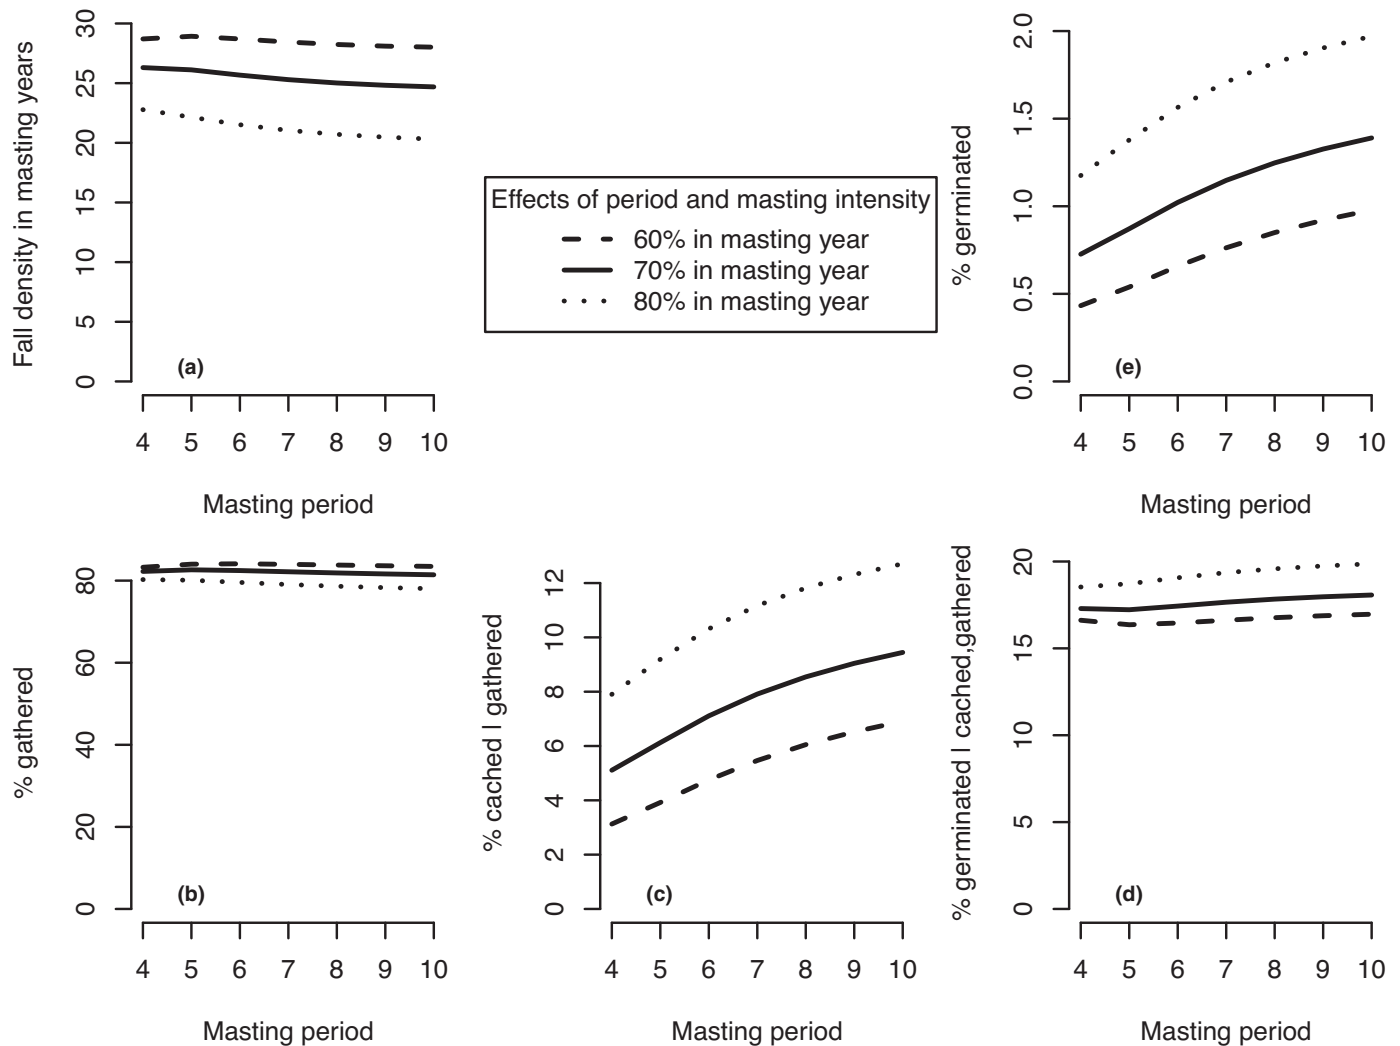 Fall density in masting years
30
25
20
15
10
5
0
(a)
4 5 6 7 8 9 10
Masting period
Effects of period and masting intensity
60% in masting year
70% in masting year
80% in masting year
% germinated
2.0
1.5
1.0
0.5
0.0
(e)
4 5 6 7 8 9 10
Masting period
% gathered
80
60
40
20
0
(b)
4 5 6 7 8 9 10
Masting period
% cached | gathered
12
10
8
6
4
2
0
(c)
4 5 6 7 8 9 10
Masting period
% germinated | cached,gathered
20
15
10
5
0
(d)
4 5 6 7 8 9 10
Masting period